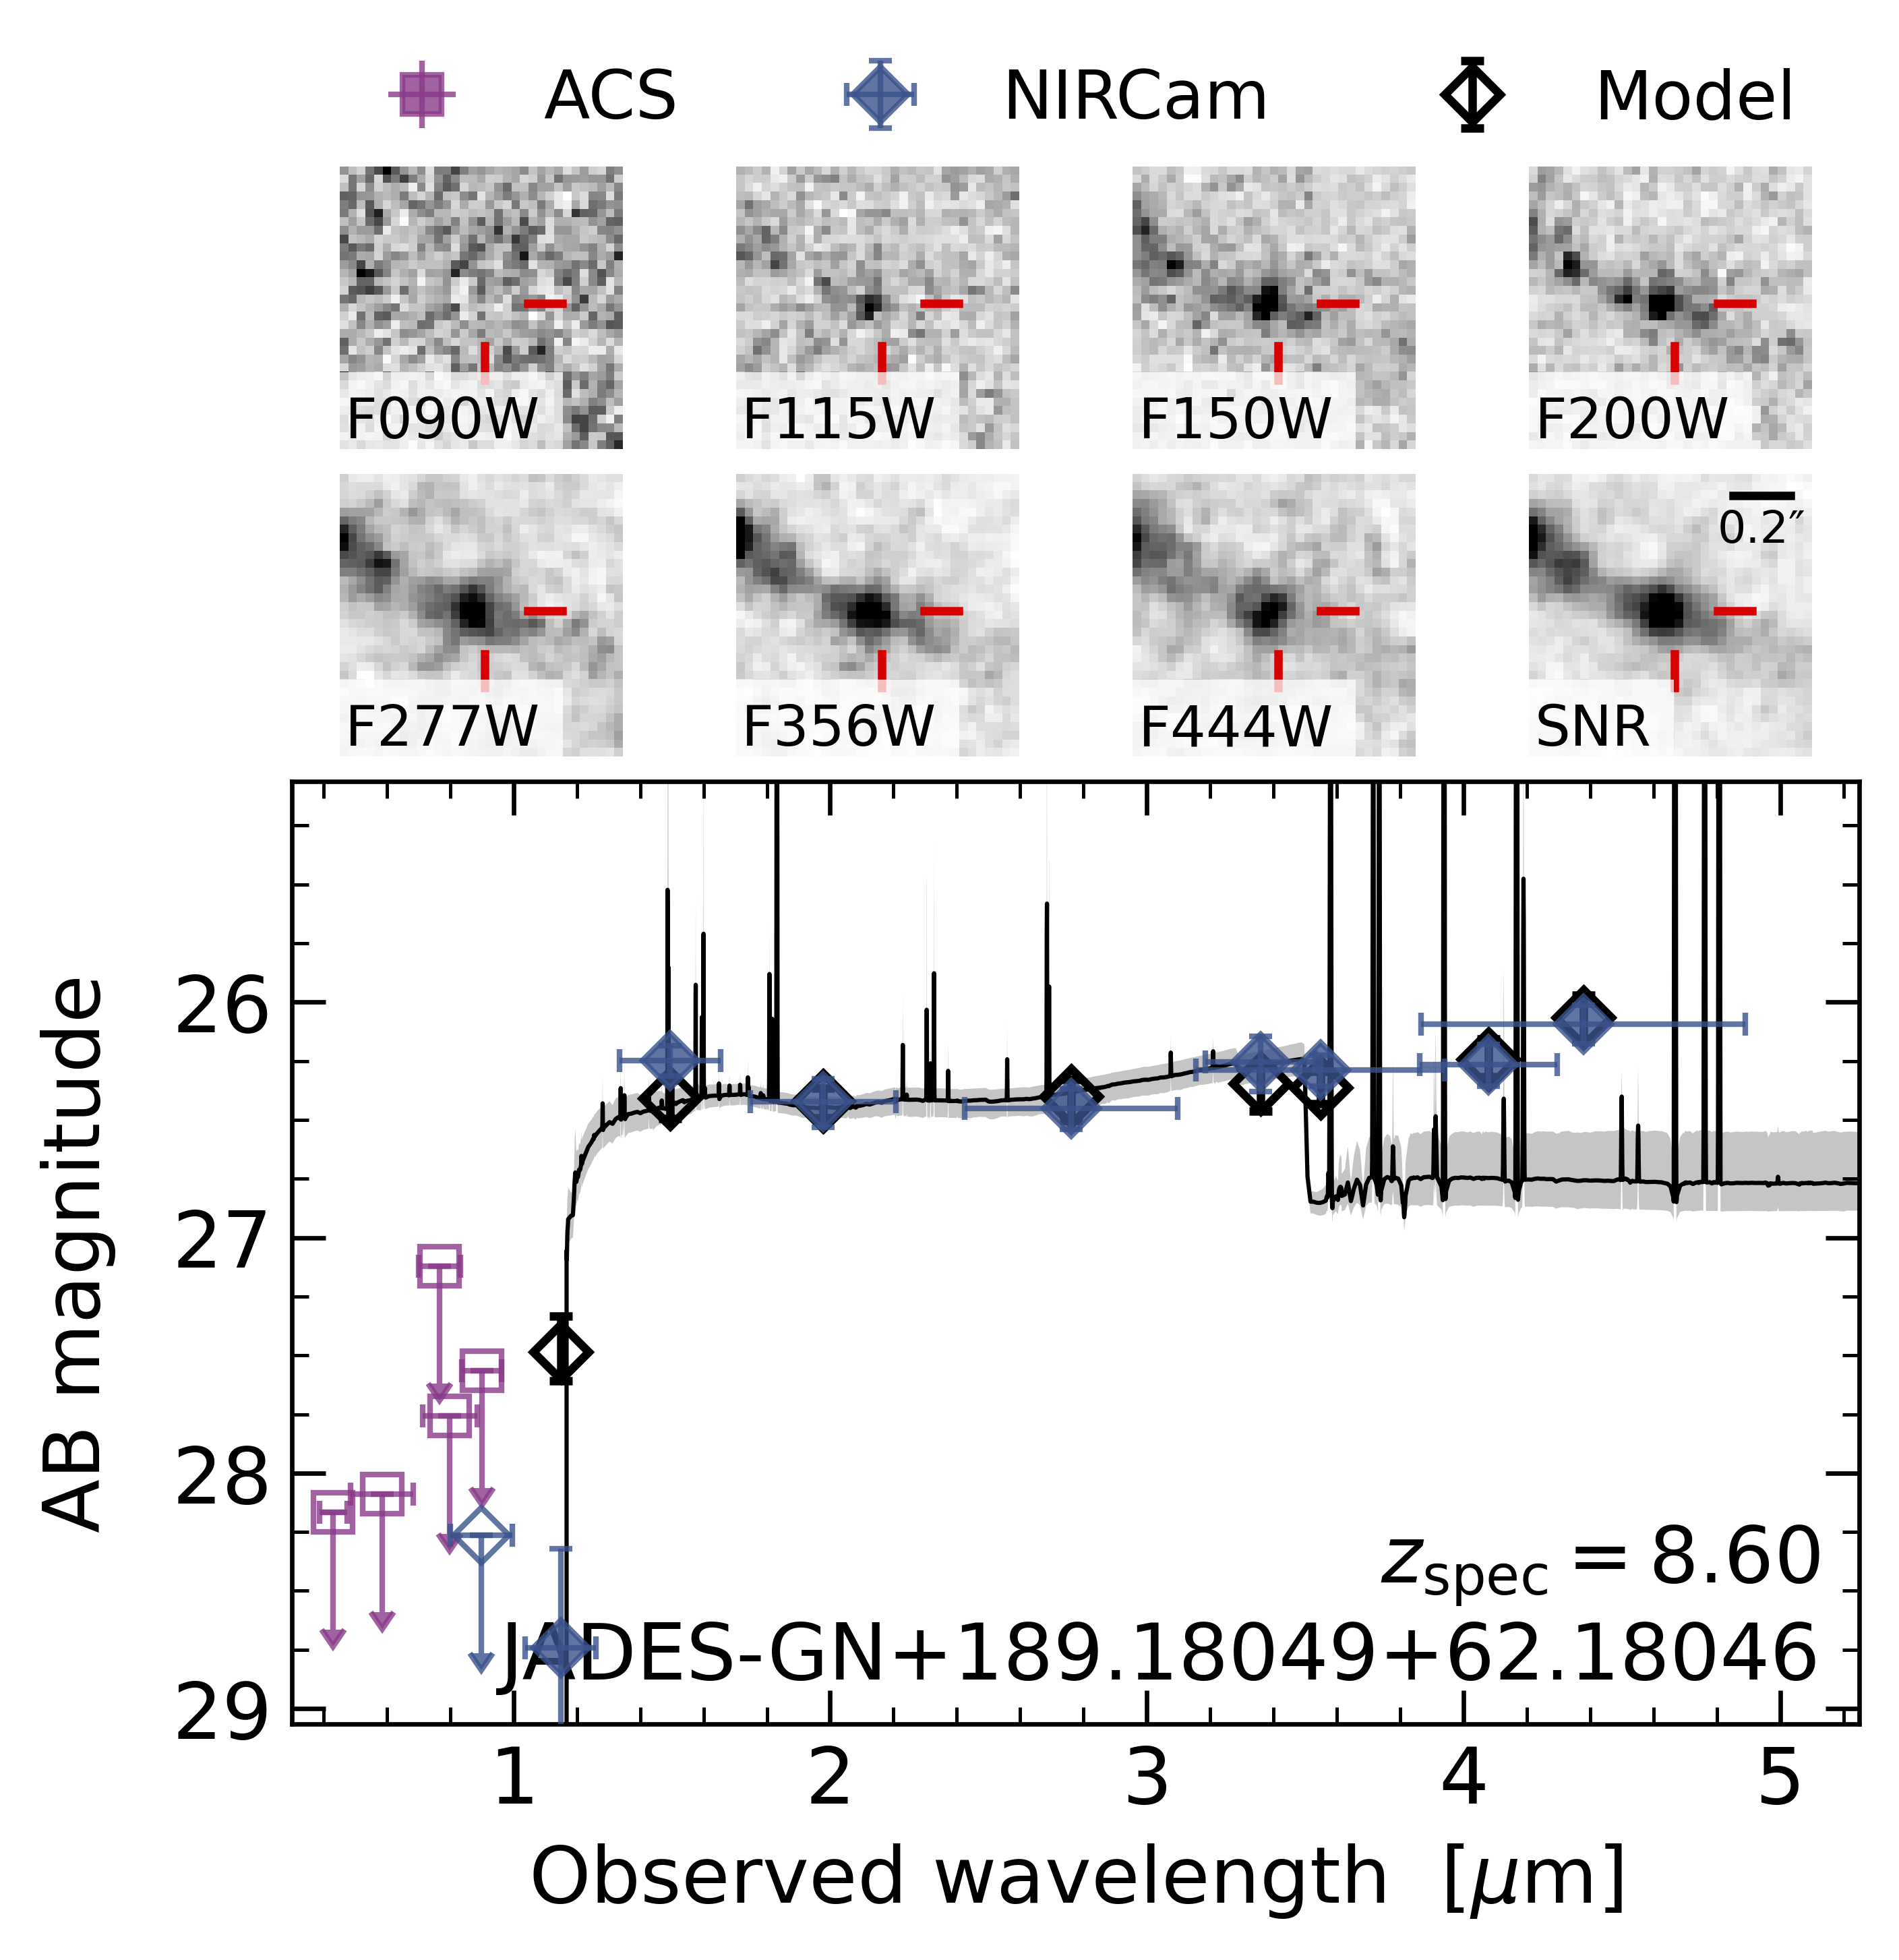 ACS NIRCam Model
F090W F115W F150W F200W
0.2″
F277W F356W F444W SNR
AB magnitude
26
27
28
29
z_spec = 8.60
JADES-GN+189.18049+62.18046
1 2 3 4 5
Observed wavelength [μm]